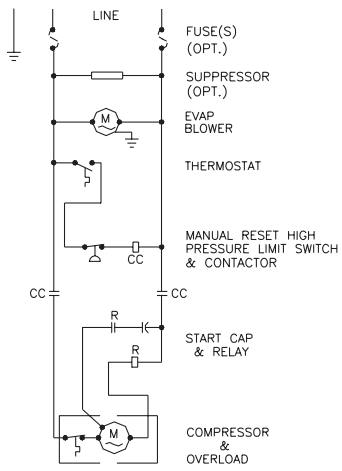 LINE
FUSE(S)
(OPT.)
SUPPRESSOR
(OPT.)
M
EVAP
BLOWER
THERMOSTAT
MANUAL RESET HIGH
PRESSURE LIMIT SWITCH
& CONTACTOR
CC
CC
CC
R
START CAP
& RELAY
R
M
COMPRESSOR
&
OVERLOAD